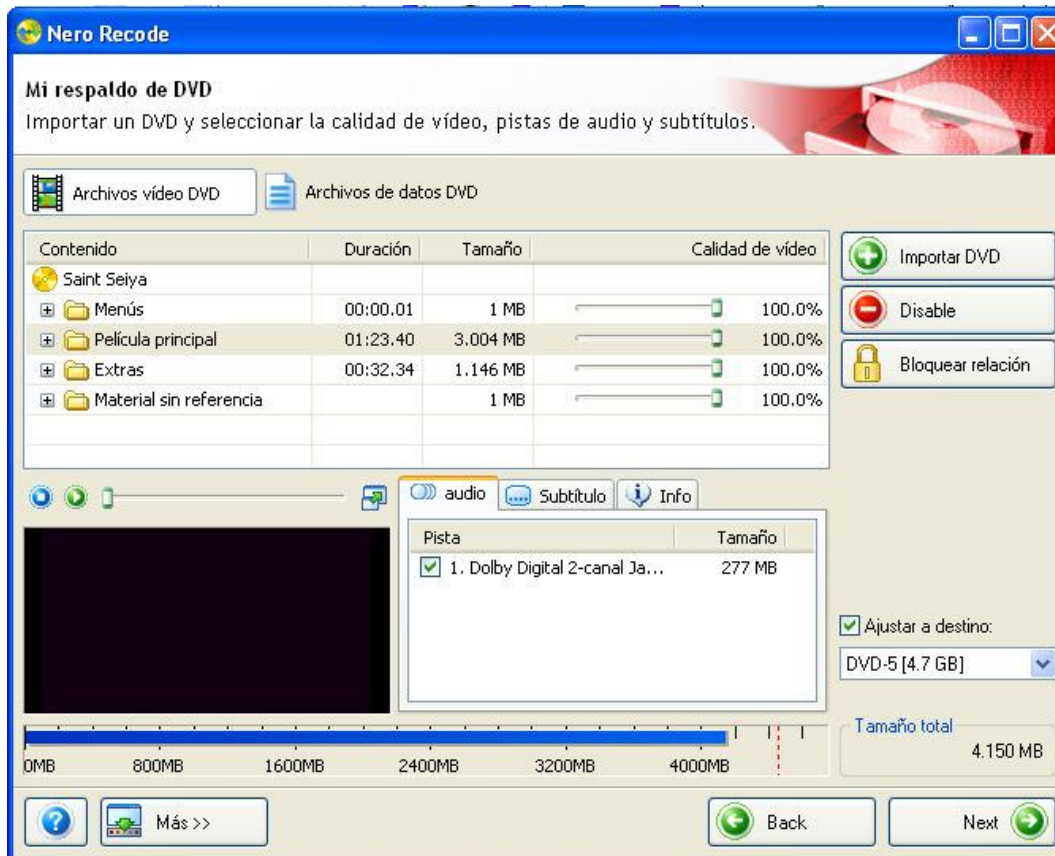 Nero Recode
Mi respaldo de DVD
Importar un DVD y seleccionar la calidad de vídeo, pistas de audio y subtítulos.
Archivos vídeo DVD Archivos de datos DVD
Contenido Duración Tamaño Calidad de vídeo
Saint Seiya
Menús 00:00.01 1 MB 100.0%
Película principal 01:23.40 3.004 MB 100.0%
Extras 00:32.34 1.146 MB 100.0%
Material sin referencia 1 MB 100.0%
Importar DVD
Disable
Bloquear relación
audio Subtítulo Info
Pista Tamaño
1. Dolby Digital 2-canal Ja... 277 MB
Ajustar a destino:
DVD-5 [4.7 GB]
Tamaño total
4.150 MB
0MB 800MB 1600MB 2400MB 3200MB 4000MB
Más >> Back Next